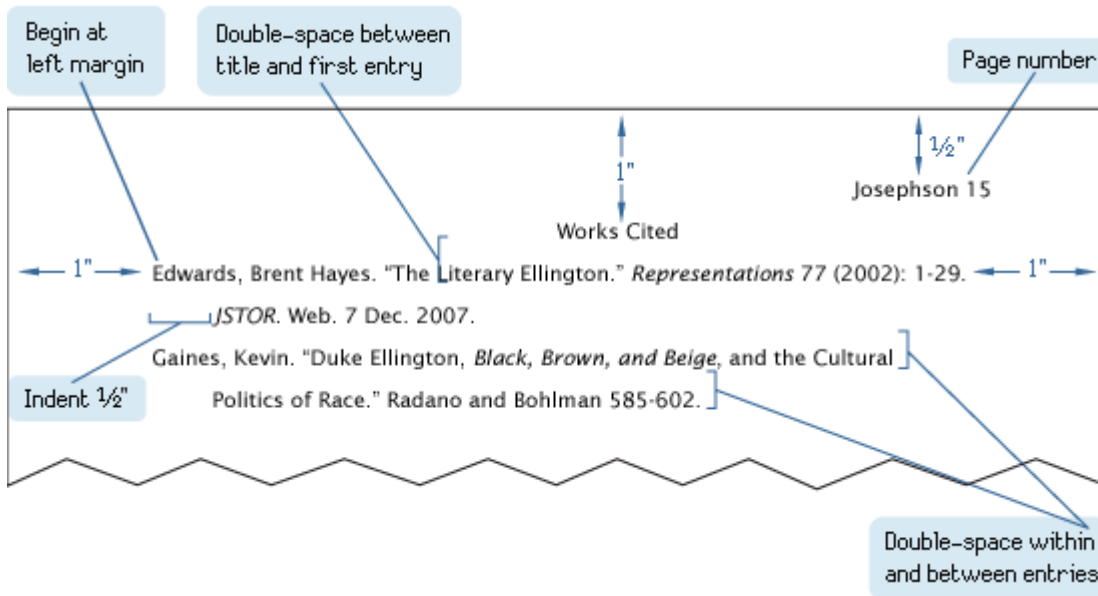 Begin at
left margin
Double-space between
title and first entry
Page number
1"
½"
Josephson 15
Works Cited
1"
Edwards, Brent Hayes. “The Literary Ellington.” Representations 77 (2002): 1-29.
1"
JSTOR. Web. 7 Dec. 2007.
Gaines, Kevin. “Duke Ellington, Black, Brown, and Beige, and the Cultural
Indent ½"
Politics of Race.” Radano and Bohlman 585-602.
Double-space within
and between entries